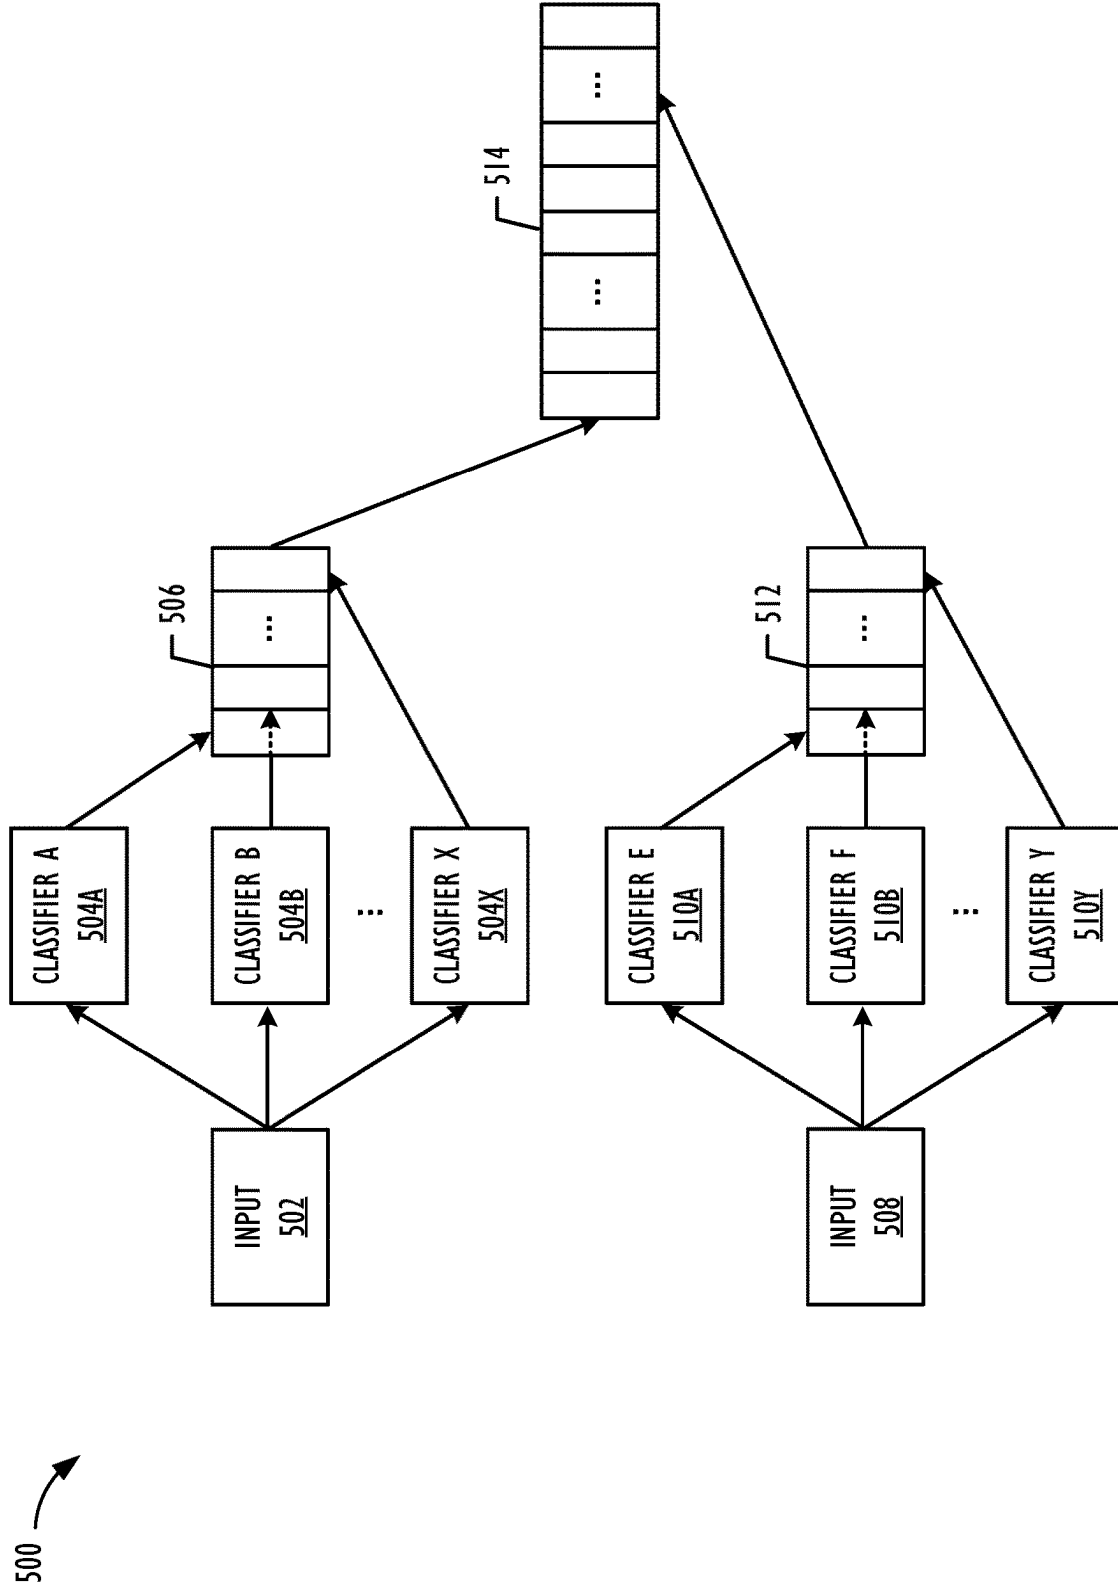 500
INPUT
502
CLASSIFIER A
504A
CLASSIFIER B
504B
...
CLASSIFIER X
504X
506
...
INPUT
508
CLASSIFIER E
510A
CLASSIFIER F
510B
...
CLASSIFIER Y
510Y
512
...
514
...
...